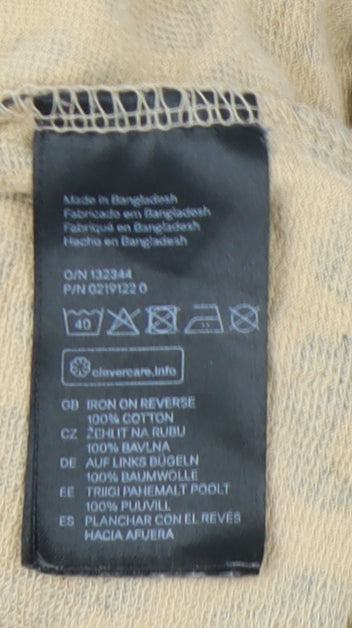 Made in Bangladesh
Fabricado em Bangladesh
Fabriqué en Bangladesh
Hecho en Bangladesh
O/N 132344
P/N 0219122 0
40
clevercare.info
GB IRON ON REVERSE
100% COTTON
CZ ŽEHLIT NA RUBU
100% BAVLNA
DE AUF LINKS BÜGELN
100% BAUMWOLLE
EE TRIIGI PAHEMALT POOLT
100% PUUVILL
ES PLANCHAR CON EL REVÉS
HACIA AFUERA